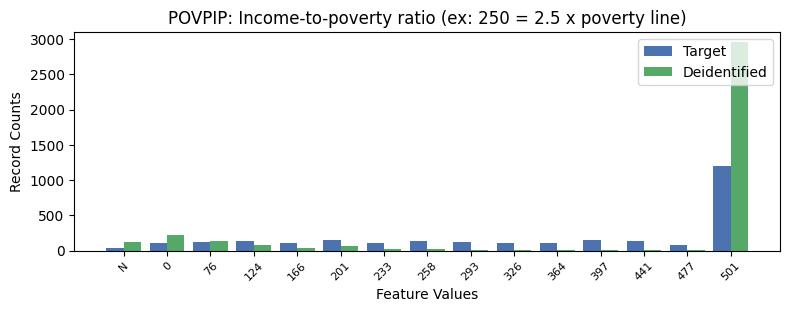 POVPIP: Income-to-poverty ratio (ex: 250 = 2.5 x poverty line)
Target
Deidentified
Record Counts
3000
2500
2000
1500
1000
500
0
N 0 76 124 166 201 233 258 293 326 364 397 441 477 501
Feature Values